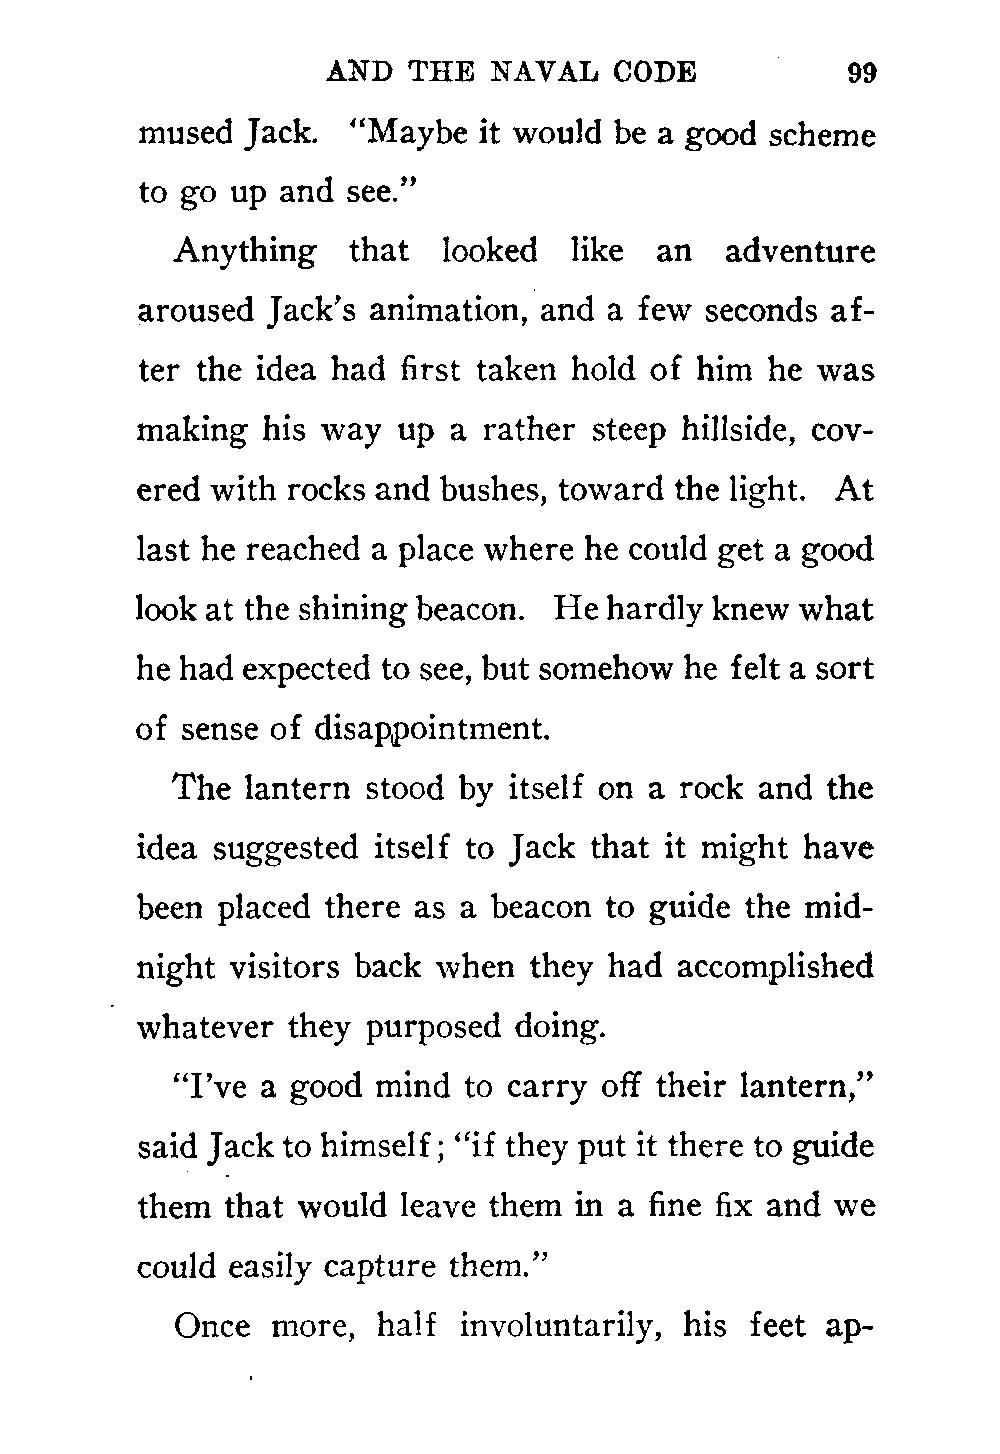 AND THE NAVAL CODE 99
mused Jack. "Maybe it would be a good scheme
to go up and see."
Anything that looked like an adventure
aroused Jack's animation, and a few seconds af-
ter the idea had first taken hold of him he was
making his way up a rather steep hillside, cov-
ered with rocks and bushes, toward the light. At
last he reached a place where he could get a good
look at the shining beacon. He hardly knew what
he had expected to see, but somehow he felt a sort
of sense of disappointment.
The lantern stood by itself on a rock and the
idea suggested itself to Jack that it might have
been placed there as a beacon to guide the mid-
night visitors back when they had accomplished
whatever they purposed doing.
"I've a good mind to carry off their lantern,"
said Jack to himself; "if they put it there to guide
them that would leave them in a fine fix and we
could easily capture them."
Once more, half involuntarily, his feet ap-